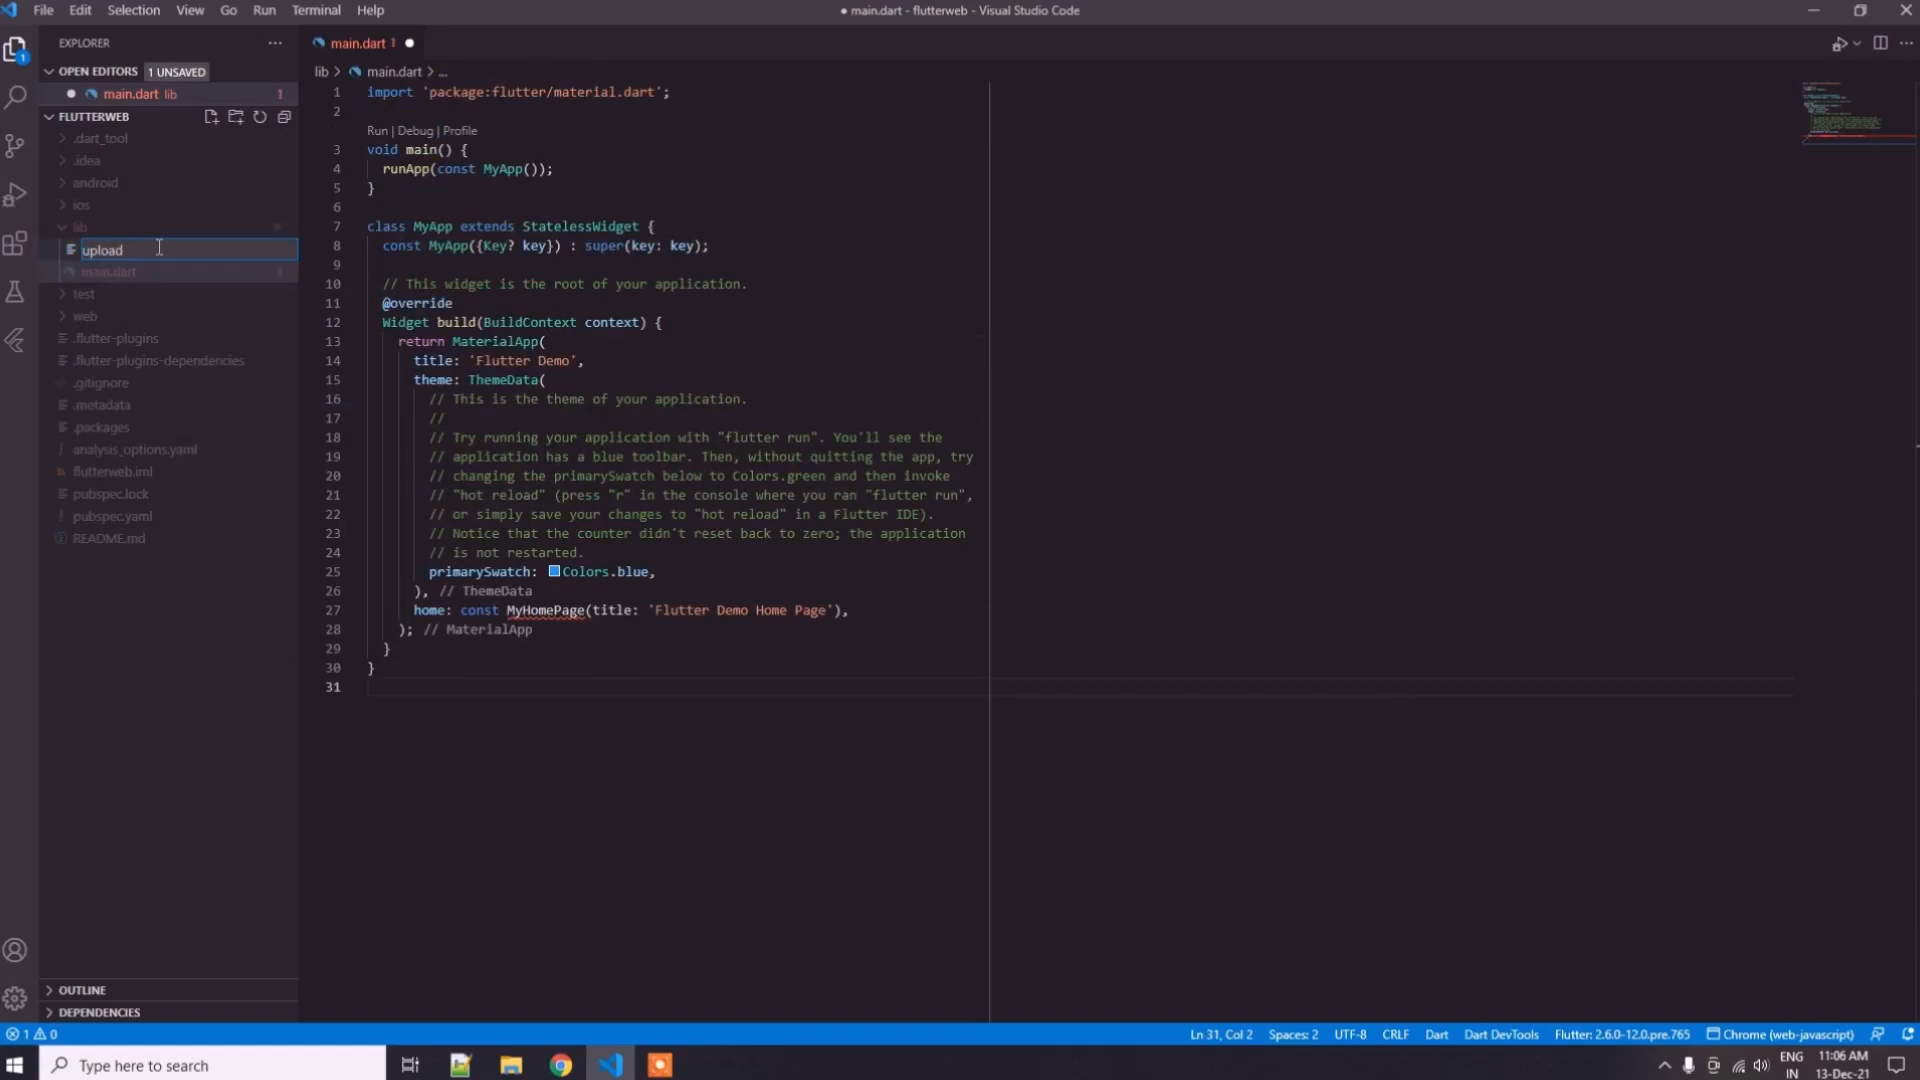 File Edit Selection View Go Run Terminal Help
● main.dart - flutterweb - Visual Studio Code
EXPLORER
OPEN EDITORS 1 UNSAVED
main.dart lib 1
FLUTTERWEB
.dart_tool
.idea
android
ios
lib
upload
main.dart 1
test
web
.flutter-plugins
.flutter-plugins-dependencies
.gitignore
.metadata
.packages
analysis_options.yaml
flutterweb.iml
pubspec.lock
pubspec.yaml
README.md
OUTLINE
DEPENDENCIES
main.dart 1
lib > main.dart > ...
1 import 'package:flutter/material.dart';
2
Run | Debug | Profile
3 void main() {
4 runApp(const MyApp());
5 }
6
7 class MyApp extends StatelessWidget {
8 const MyApp({Key? key}) : super(key: key);
9
10 // This widget is the root of your application.
11 @override
12 Widget build(BuildContext context) {
13 return MaterialApp(
14 title: 'Flutter Demo',
15 theme: ThemeData(
16 // This is the theme of your application.
17 //
18 // Try running your application with "flutter run". You'll see the
19 // application has a blue toolbar. Then, without quitting the app, try
20 // changing the primarySwatch below to Colors.green and then invoke
21 // "hot reload" (press "r" in the console where you ran "flutter run",
22 // or simply save your changes to "hot reload" in a Flutter IDE).
23 // Notice that the counter didn't reset back to zero; the application
24 // is not restarted.
25 primarySwatch: Colors.blue,
26 ), // ThemeData
27 home: const MyHomePage(title: 'Flutter Demo Home Page'),
28 ); // MaterialApp
29 }
30 }
31
1 0
Ln 31, Col 2 Spaces: 2 UTF-8 CRLF Dart Dart DevTools Flutter: 2.6.0-12.0.pre.765 Chrome (web-javascript)
Type here to search
ENG
IN
11:06 AM
13-Dec-21